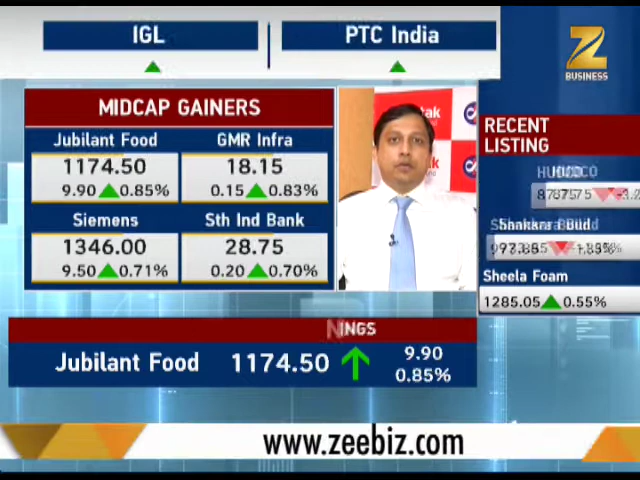 IGL
PTC India
ZEE
BUSINESS
MIDCAP GAINERS
Jubilant Food
1174.50
9.90 0.85%
GMR Infra
18.15
0.15 0.83%
Siemens
1346.00
9.50 0.71%
Sth Ind Bank
28.75
0.20 0.70%
tak
RECENT
LISTING
Sheela Foam
1285.05 0.55%
INGS
Jubilant Food 1174.50 9.90
0.85%
www.zeebiz.com